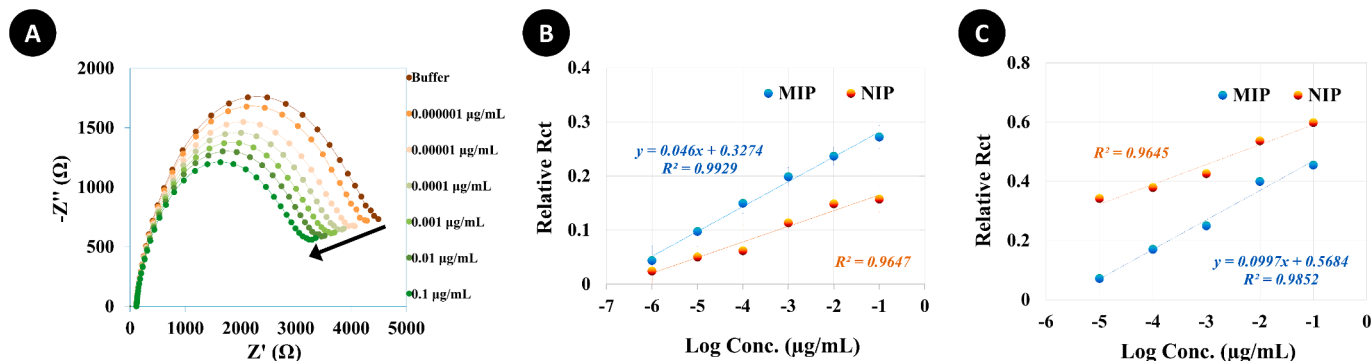 A
2000
1500
1000
500
0
-Z'' (Ω)
0 1000 2000 3000 4000 5000
Z' (Ω)
Buffer
0.000001 µg/mL
0.00001 µg/mL
0.0001 µg/mL
0.001 µg/mL
0.01 µg/mL
0.1 µg/mL
B
0.4
0.3
0.2
0.1
0
Relative Rct
MIP NIP
y = 0.046x + 0.3274
R² = 0.9929
R² = 0.9647
-7 -6 -5 -4 -3 -2 -1 0
Log Conc. (µg/mL)
C
0.8
0.6
0.4
0.2
0
Relative Rct
MIP NIP
R² = 0.9645
y = 0.0997x + 0.5684
R² = 0.9852
-6 -5 -4 -3 -2 -1 0
Log Conc. (µg/mL)